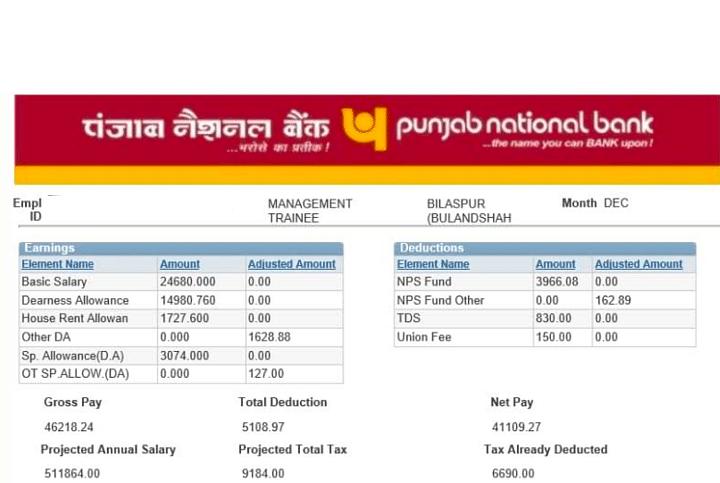 पंजाब नैशनल बैंक punjab national bank
...भरोसे का प्रतीक ! ...the name you can BANK upon !
Empl MANAGEMENT BILASPUR Month DEC
ID TRAINEE (BULANDSHAH
Earnings Deductions
Element Name Amount Adjusted Amount Element Name Amount Adjusted Amount
Basic Salary 24680.000 0.00 NPS Fund 3966.08 0.00
Dearness Allowance 14980.760 0.00 NPS Fund Other 0.00 162.89
House Rent Allowan 1727.600 0.00 TDS 830.00 0.00
Other DA 0.000 1628.88 Union Fee 150.00 0.00
Sp. Allowance(D.A) 3074.000 0.00
OT SP.ALLOW.(DA) 0.000 127.00
Gross Pay Total Deduction Net Pay
46218.24 5108.97 41109.27
Projected Annual Salary Projected Total Tax Tax Already Deducted
511864.00 9184.00 6690.00